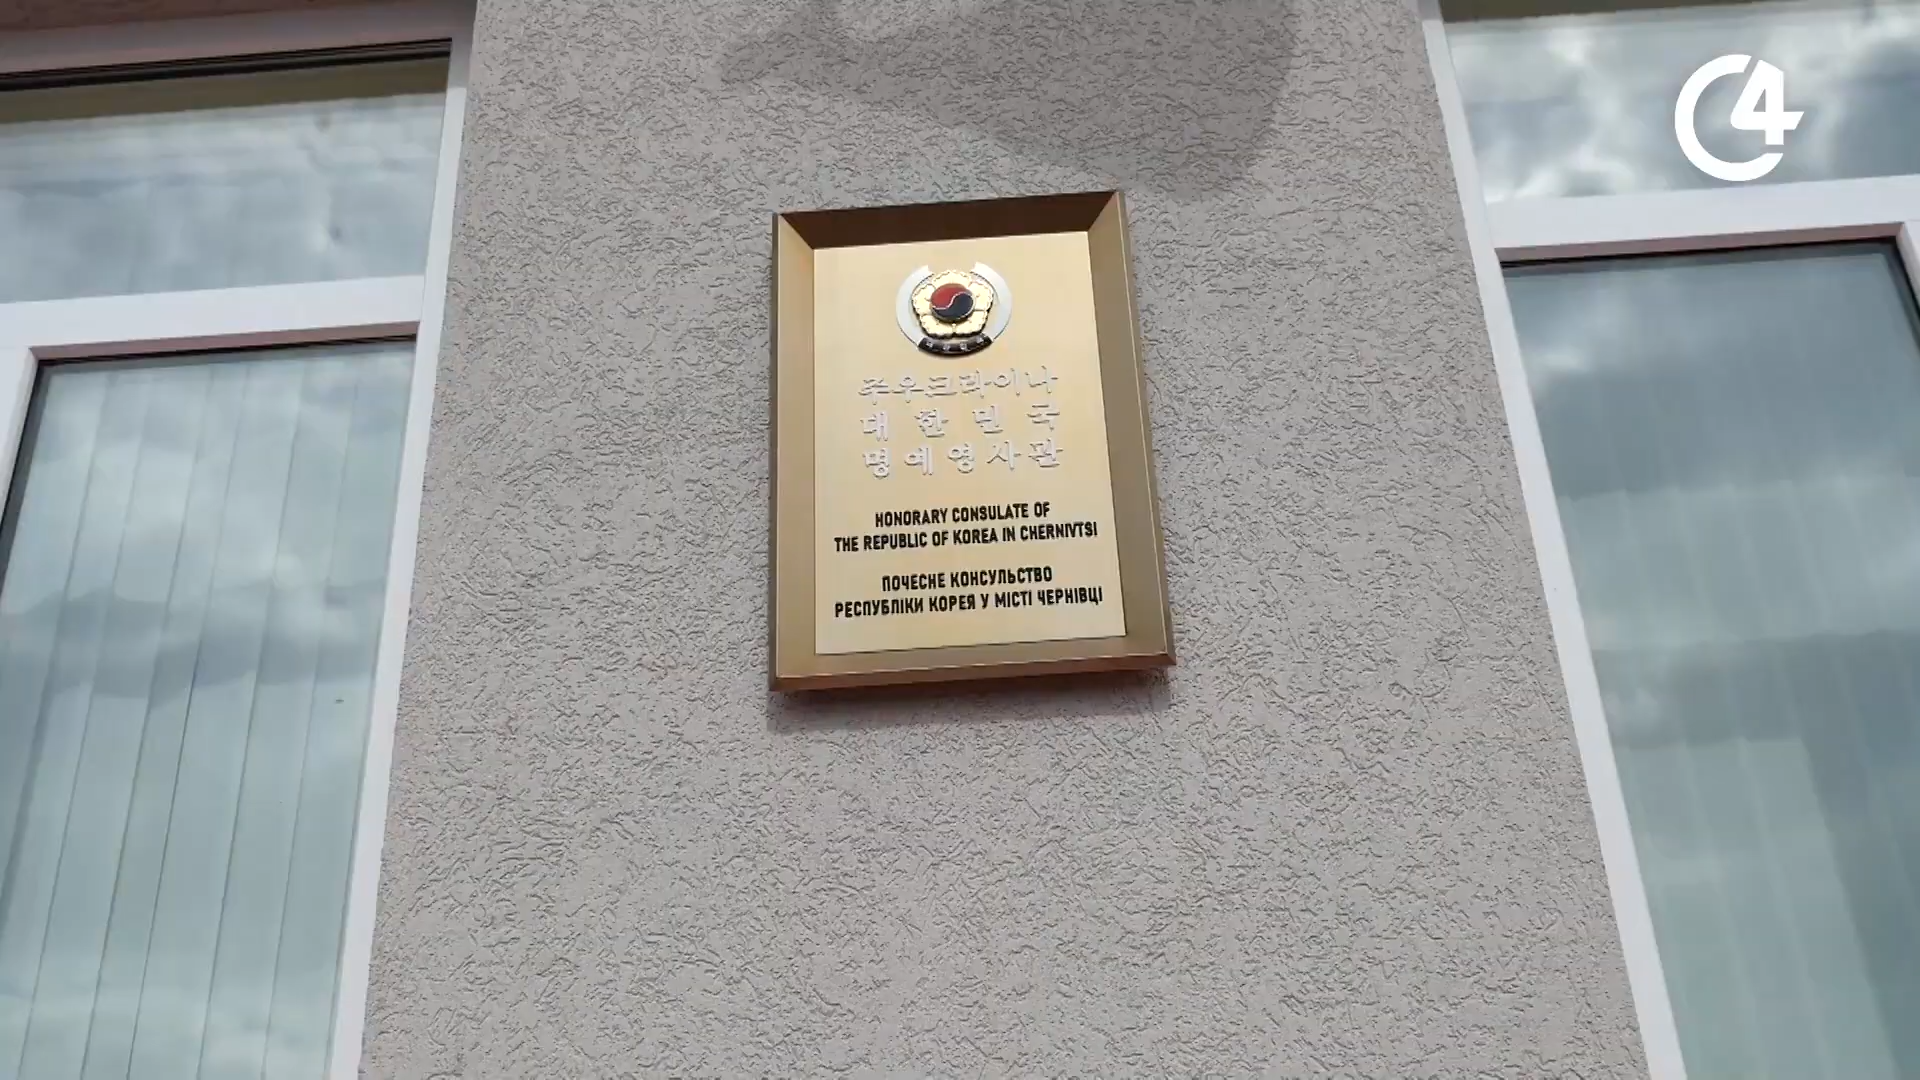 주우크라이나
대한민국
명예영사관
HONORARY CONSULATE OF
THE REPUBLIC OF KOREA IN CHERNIVTSI
ПОЧЕСНЕ КОНСУЛЬСТВО
РЕСПУБЛІКИ КОРЕЯ У МІСТІ ЧЕРНІВЦІ
C4